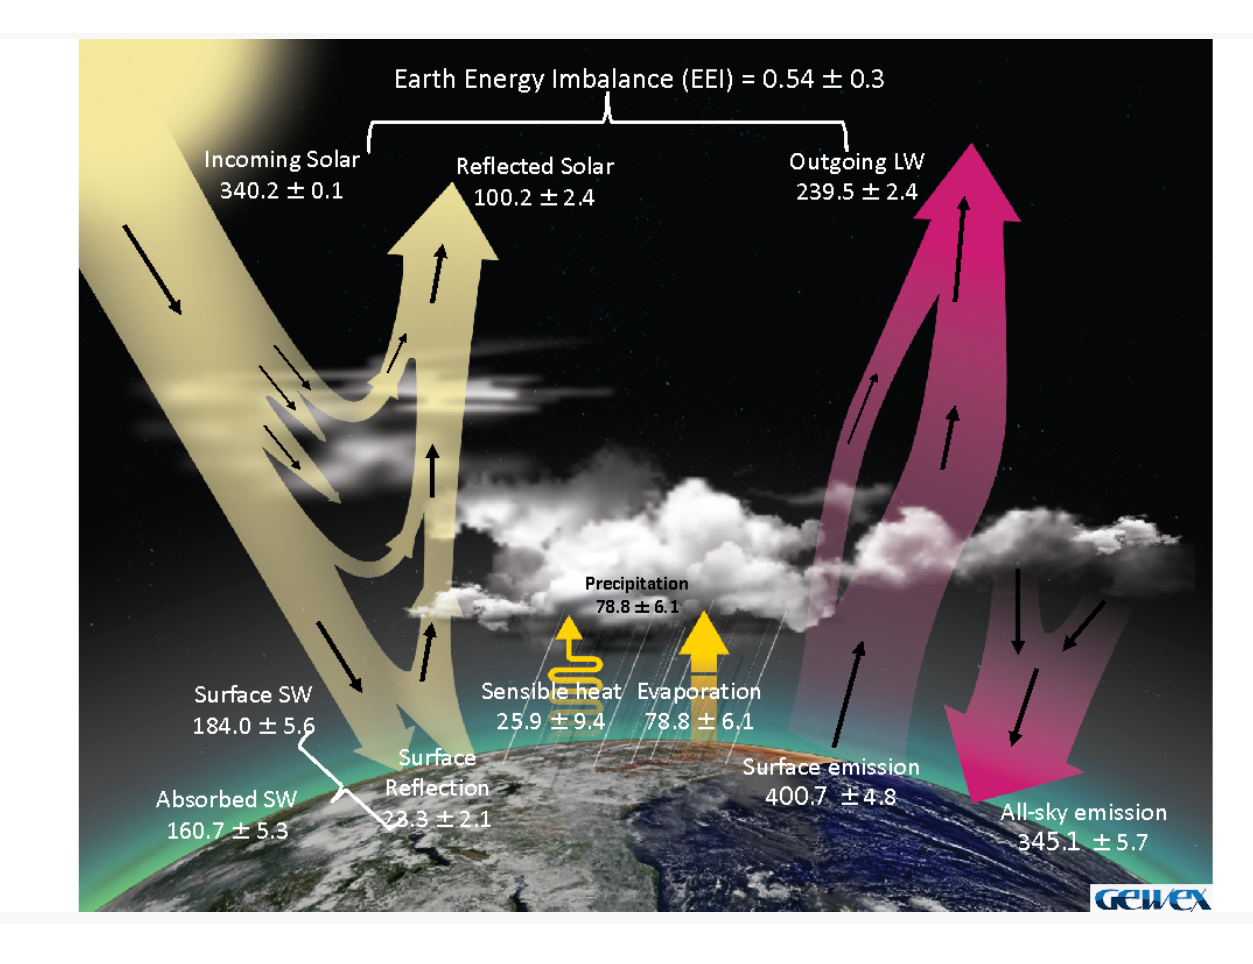 Earth Energy Imbalance (EEI) = 0.54 ± 0.3
Incoming Solar
340.2 ± 0.1
Reflected Solar
100.2 ± 2.4
Outgoing LW
239.5 ± 2.4
Precipitation
78.8 ± 6.1
Surface SW
184.0 ± 5.6
Sensible heat
25.9 ± 9.4
Evaporation
78.8 ± 6.1
Surface
Reflection
23.3 ± 2.1
Absorbed SW
160.7 ± 5.3
Surface emission
400.7 ± 4.8
All-sky emission
345.1 ± 5.7
GEWEX